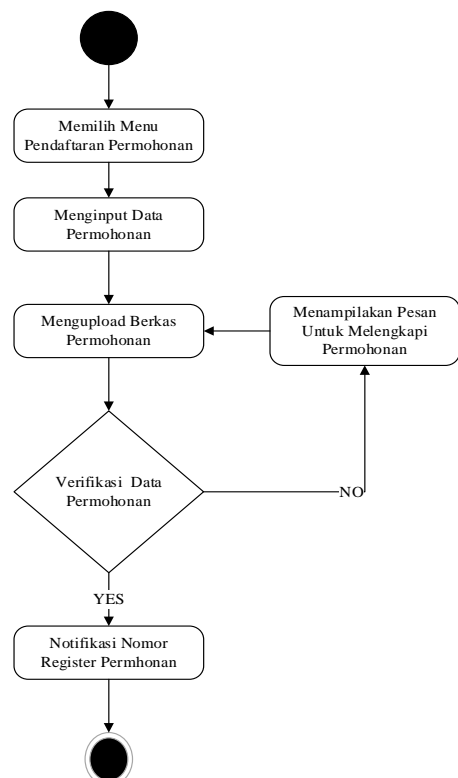 Memilih Menu
Pendaftaran Permohonan
Menginput Data
Permohonan
Mengupload Berkas
Permohonan
Menampilakan Pesan
Untuk Melengkapi
Permohonan
Verifikasi Data
Permohonan
NO
YES
Notifikasi Nomor
Register Permhonan